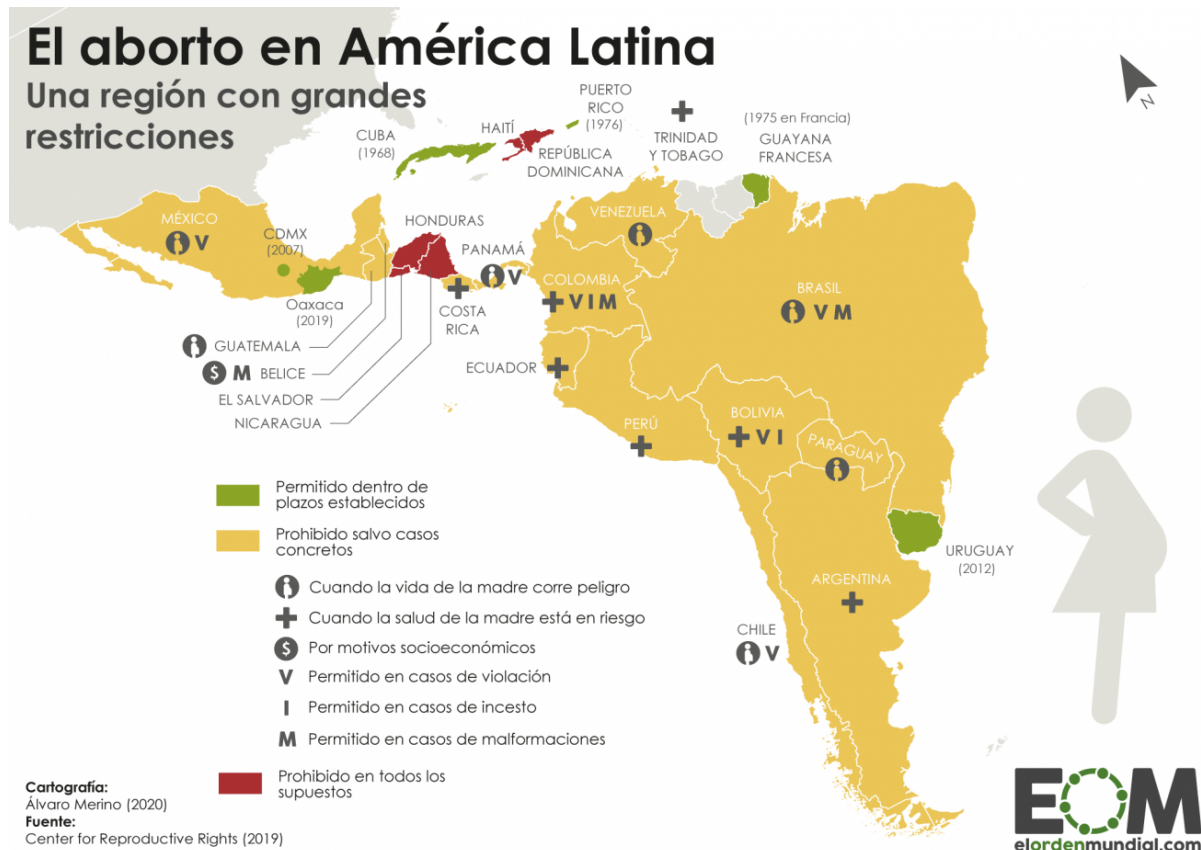 El aborto en América Latina
Una región con grandes
restricciones
N
CUBA
(1968)
HAITÍ
REPÚBLICA
DOMINICANA
PUERTO
RICO
(1976)
TRINIDAD
Y TOBAGO
(1975 en Francia)
GUAYANA
FRANCESA
MÉXICO
V
CDMX
(2007)
Oaxaca
(2019)
HONDURAS
PANAMÁ
V
COSTA
RICA
VENEZUELA
COLOMBIA
V I M
BRASIL
V M
GUATEMALA
$ M BELICE
EL SALVADOR
NICARAGUA
ECUADOR
PERÚ
BOLIVIA
V I
PARAGUAY
URUGUAY
(2012)
ARGENTINA
CHILE
V
Permitido dentro de
plazos establecidos
Prohibido salvo casos
concretos
Cuando la vida de la madre corre peligro
Cuando la salud de la madre está en riesgo
$ Por motivos socioeconómicos
V Permitido en casos de violación
I Permitido en casos de incesto
M Permitido en casos de malformaciones
Prohibido en todos los
supuestos
Cartografía:
Álvaro Merino (2020)
Fuente:
Center for Reproductive Rights (2019)
EOM
elordenmundial.com